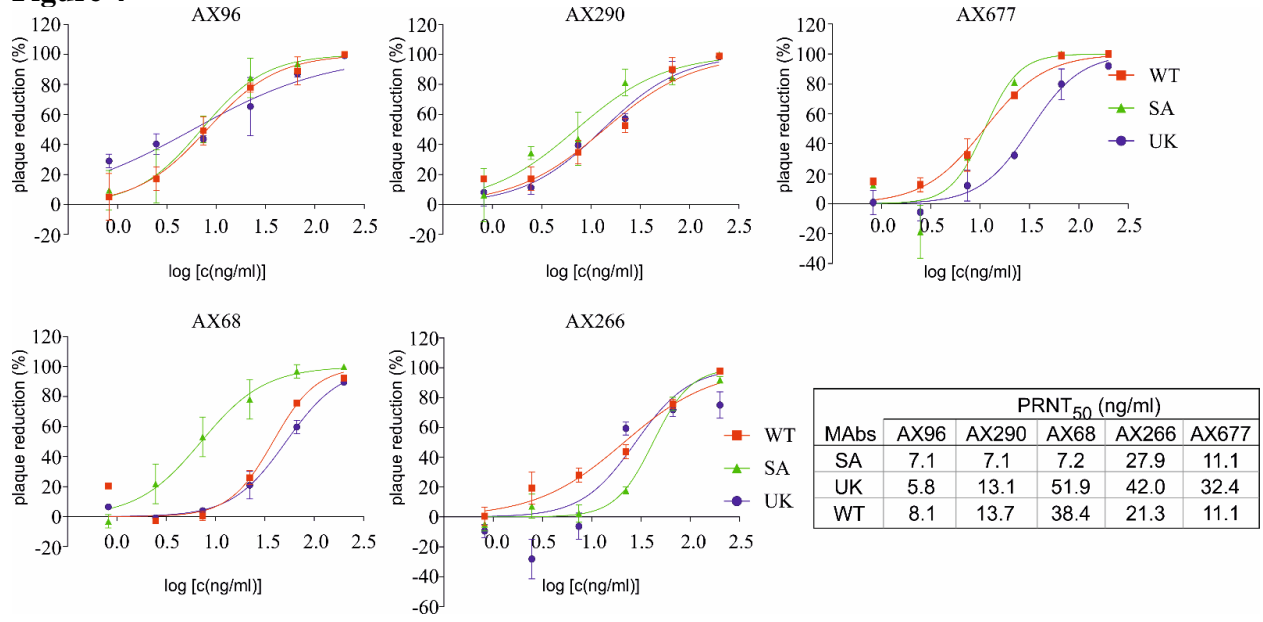 AX96
120
100
80
60
40
20
0
-20
plaque reduction (%)
0.0 0.5 1.0 1.5 2.0 2.5
log [c(ng/ml)]
AX290
120
100
80
60
40
20
0
-20
plaque reduction (%)
0.0 0.5 1.0 1.5 2.0 2.5
log [c(ng/ml)]
AX677
120
100
80
60
40
20
0
-20
-40
plaque reduction (%)
0.0 0.5 1.0 1.5 2.0 2.5
log [c(ng/ml)]
WT
SA
UK
AX68
120
100
80
60
40
20
0
-20
plaque reduction (%)
0.0 0.5 1.0 1.5 2.0 2.5
log [c(ng/ml)]
AX266
120
100
80
60
40
20
0
-20
-40
-60
plaque reduction (%)
0.0 0.5 1.0 1.5 2.0 2.5
log [c(ng/ml)]
WT
SA
UK
PRNT50 (ng/ml)
MAbs AX96 AX290 AX68 AX266 AX677
SA 7.1 7.1 7.2 27.9 11.1
UK 5.8 13.1 51.9 42.0 32.4
WT 8.1 13.7 38.4 21.3 11.1